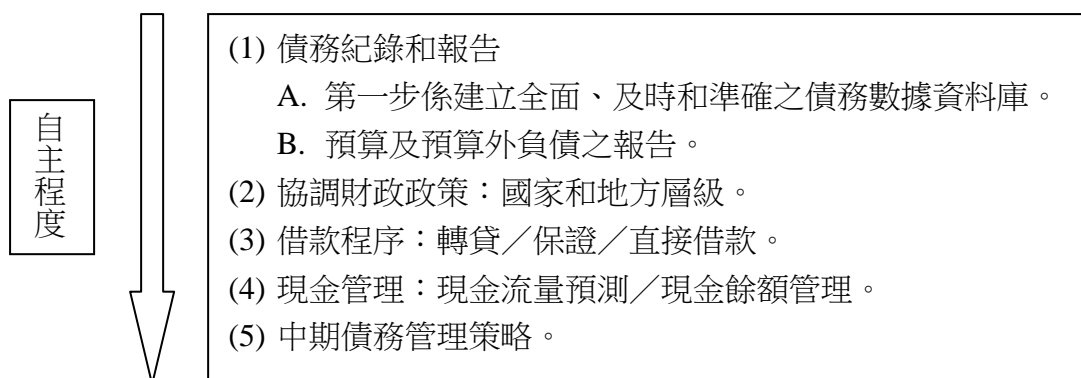 自主程度
(1) 債務紀錄和報告
A. 第一步係建立全面、及時和準確之債務數據資料庫。
B. 預算及預算外負債之報告。
(2) 協調財政政策：國家和地方層級。
(3) 借款程序：轉貸／保證／直接借款。
(4) 現金管理：現金流量預測／現金餘額管理。
(5) 中期債務管理策略。